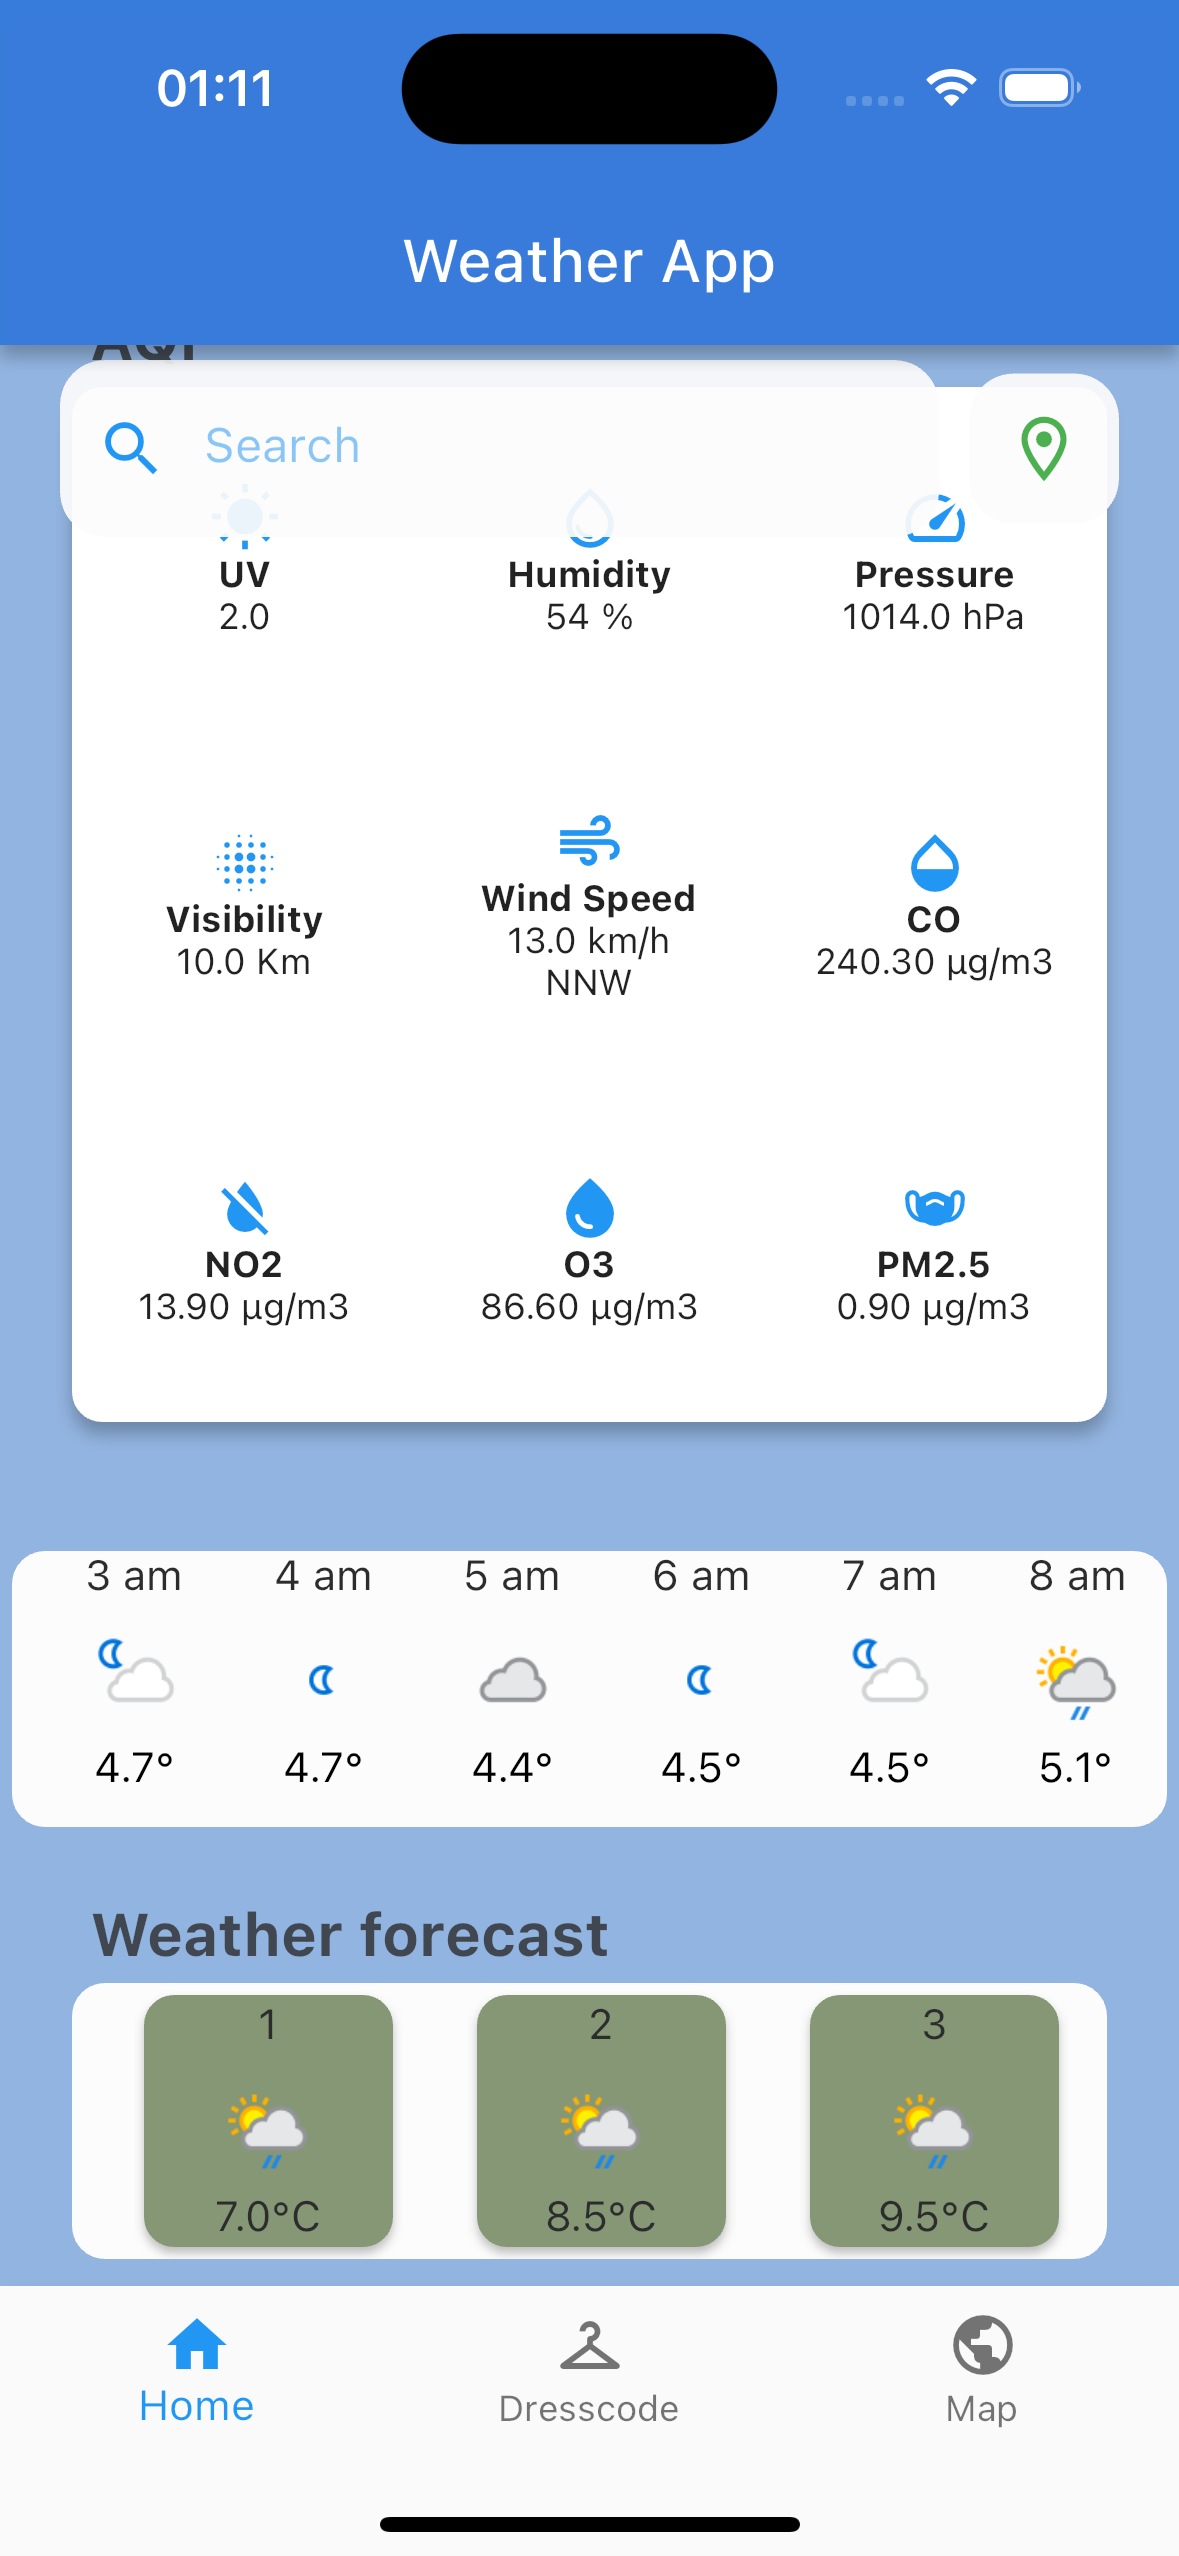 01:11
Weather App
AQI
Search
UV
2.0
Humidity
54 %
Pressure
1014.0 hPa
Visibility
10.0 Km
Wind Speed
13.0 km/h
NNW
CO
240.30 µg/m3
NO2
13.90 µg/m3
O3
86.60 µg/m3
PM2.5
0.90 µg/m3
3 am
4 am
5 am
6 am
7 am
8 am
4.7°
4.7°
4.4°
4.5°
4.5°
5.1°
Weather forecast
1
2
3
7.0°C
8.5°C
9.5°C
Home
Dresscode
Map